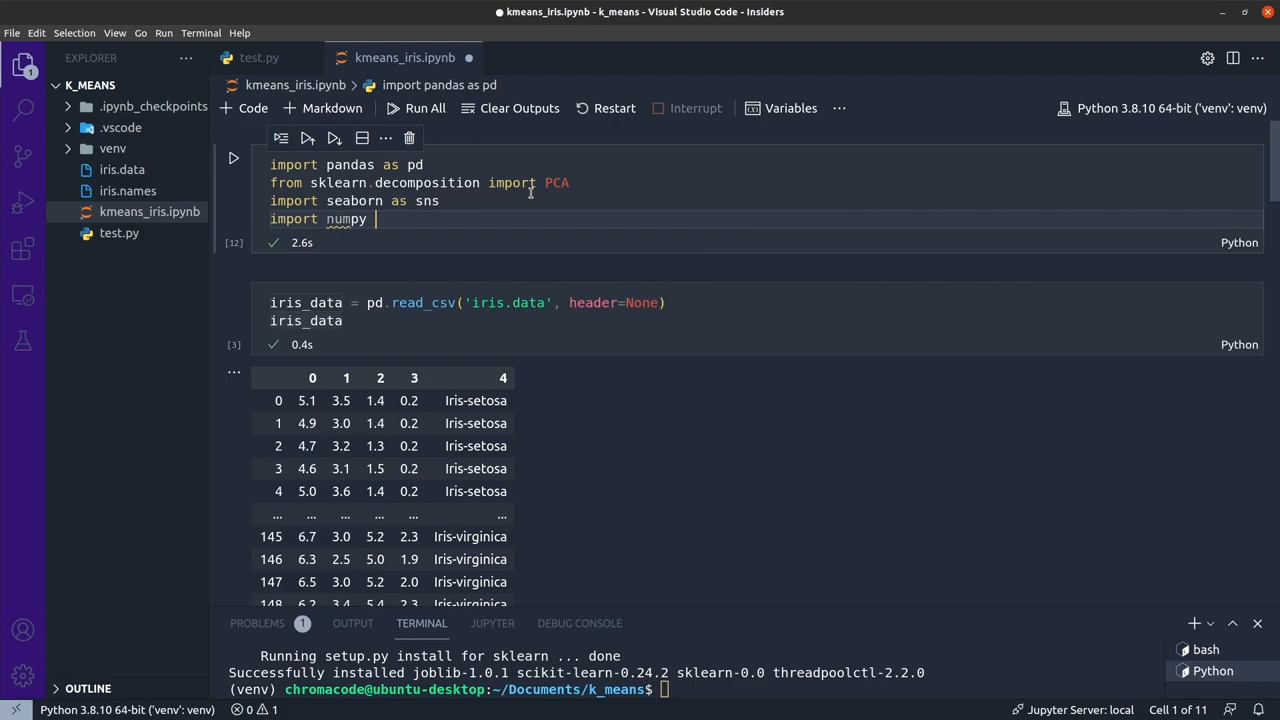 kmeans_iris.ipynb - k_means - Visual Studio Code - Insiders
File Edit Selection View Go Run Terminal Help
EXPLORER
test.py
kmeans_iris.ipynb
K_MEANS
kmeans_iris.ipynb > import pandas as pd
.ipynb_checkpoints
+ Code + Markdown Run All Clear Outputs Restart Interrupt Variables ... Python 3.8.10 64-bit ('venv': venv)
.vscode
venv
iris.data
iris.names
kmeans_iris.ipynb
test.py
1
import pandas as pd
from sklearn.decomposition import PCA
import seaborn as sns
import numpy
[12] 2.6s Python
iris_data = pd.read_csv('iris.data', header=None)
iris_data
[3] 0.4s Python
0 1 2 3 4
0 5.1 3.5 1.4 0.2 Iris-setosa
1 4.9 3.0 1.4 0.2 Iris-setosa
2 4.7 3.2 1.3 0.2 Iris-setosa
3 4.6 3.1 1.5 0.2 Iris-setosa
4 5.0 3.6 1.4 0.2 Iris-setosa
... ... ... ... ... ...
145 6.7 3.0 5.2 2.3 Iris-virginica
146 6.3 2.5 5.0 1.9 Iris-virginica
147 6.5 3.0 5.2 2.0 Iris-virginica
148 6.2 3.4 5.4 2.3 Iris-virginica
PROBLEMS 1 OUTPUT TERMINAL JUPYTER DEBUG CONSOLE
Running setup.py install for sklearn ... done
Successfully installed joblib-1.0.1 scikit-learn-0.24.2 sklearn-0.0 threadpoolctl-2.2.0
(venv) chromacode@ubuntu-desktop:~/Documents/k_means$
bash
Python
OUTLINE
Python 3.8.10 64-bit ('venv': venv) 0 1 Jupyter Server: local Cell 1 of 11